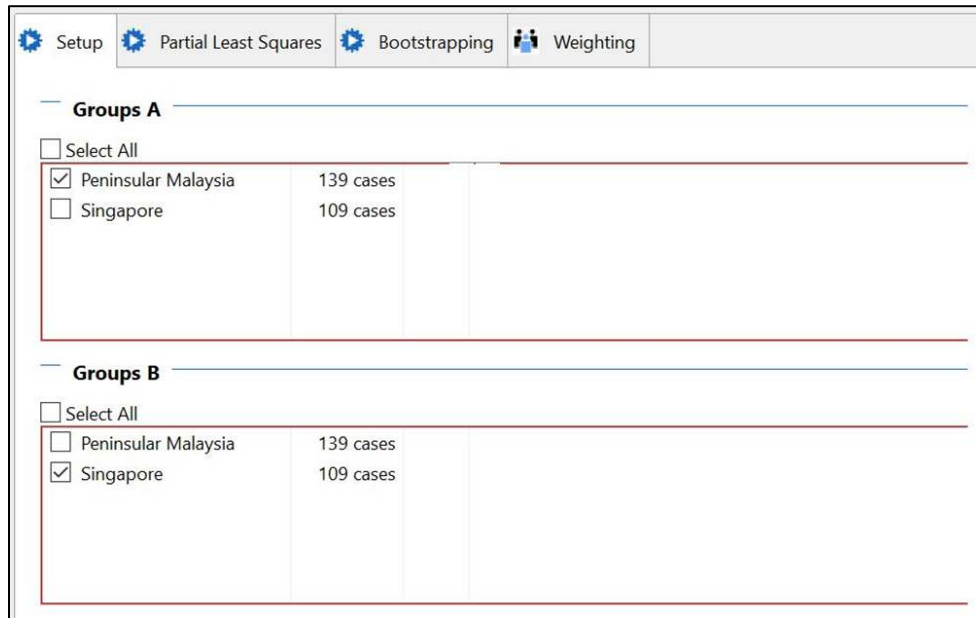 Setup Partial Least Squares Bootstrapping Weighting
Groups A
Select All
Peninsular Malaysia 139 cases
Singapore 109 cases
Groups B
Select All
Peninsular Malaysia 139 cases
Singapore 109 cases